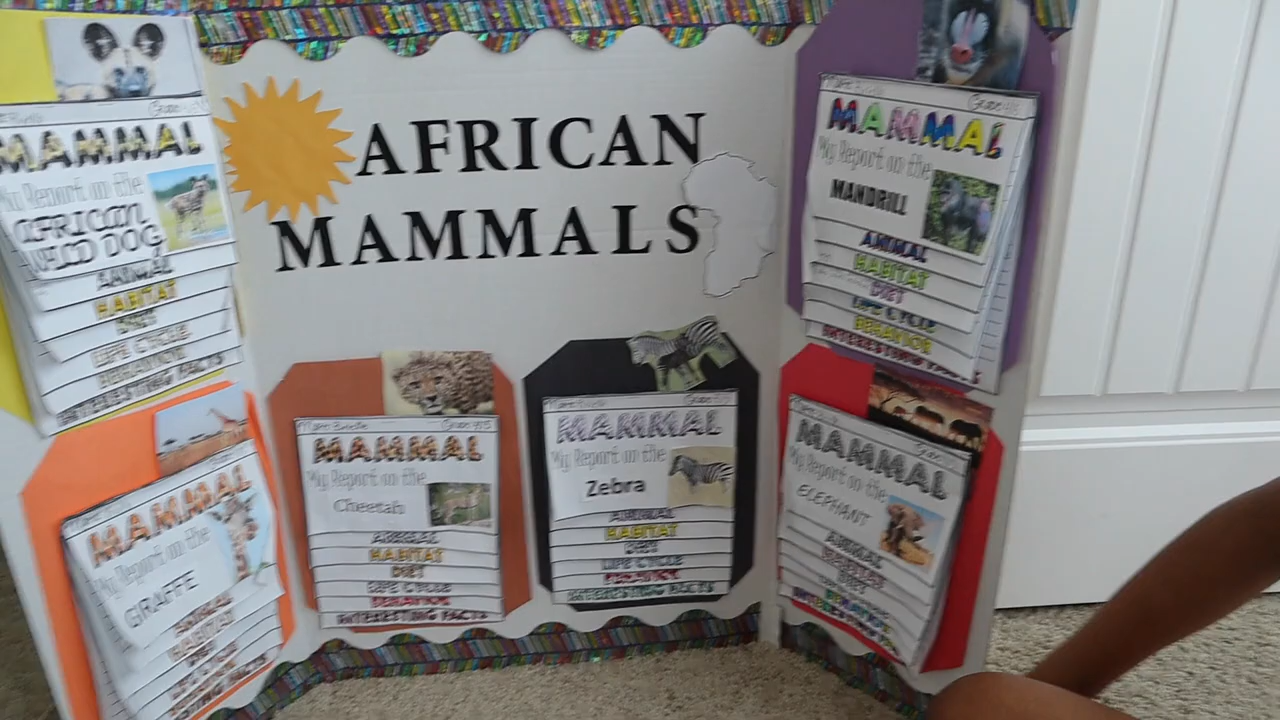 AFRICAN
MAMMALS
MAMMAL
My Report on the
AFRICAN
WILD DOG
ANIMAL
HABITAT
DIET
LIFE CYCLE
BEHAVIOR
INTERESTING FACTS
MAMMAL
My Report on the
GIRAFFE
ANIMAL
HABITAT
MAMMAL
My Report on the
Cheetah
ANIMAL
HABITAT
DIET
LIFE CYCLE
BEHAVIOR
INTERESTING FACTS
MAMMAL
My Report on the
Zebra
ANIMAL
HABITAT
DIET
LIFE CYCLE
BEHAVIOR
INTERESTING FACTS
MAMMAL
My Report on the
MANDRILL
ANIMAL
HABITAT
DIET
LIFE CYCLE
BEHAVIOR
INTERESTING
MAMMAL
My Report on the
ELEPHANT
ANIMAL